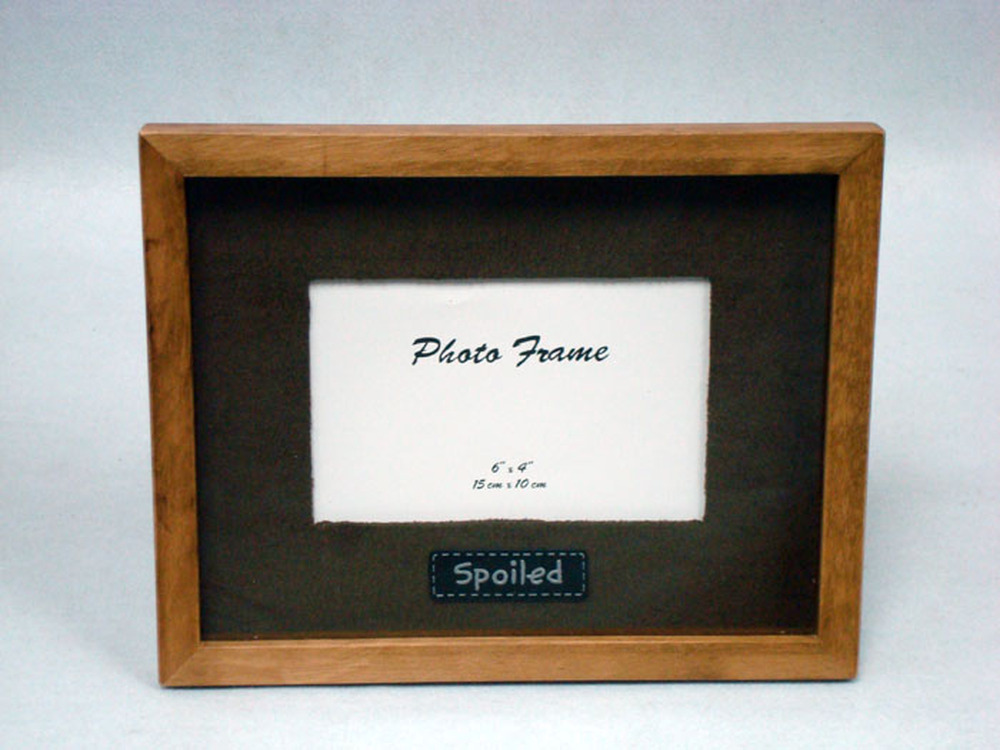 Photo Frame
6" x 4"
15 cm x 10 cm
Spoiled